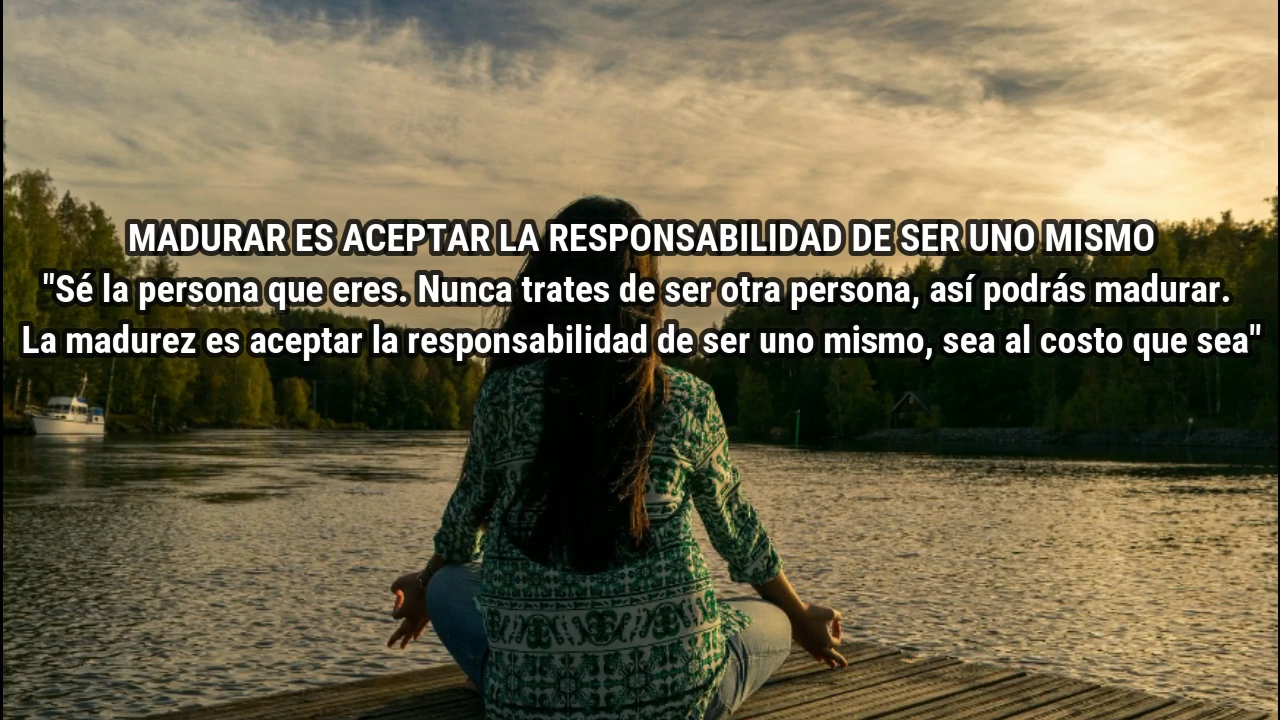 MADURAR ES ACEPTAR LA RESPONSABILIDAD DE SER UNO MISMO
"Sé la persona que eres. Nunca trates de ser otra persona, así podrás madurar.
La madurez es aceptar la responsabilidad de ser uno mismo, sea al costo que sea"